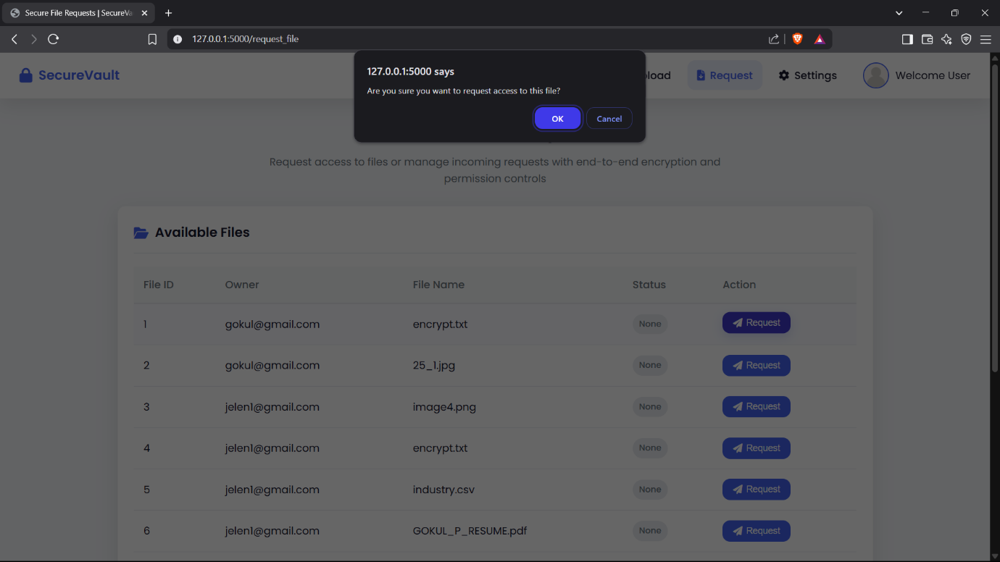 Secure File Requests | SecureVa
127.0.0.1:5000/request_file
SecureVault
Request
Settings
Welcome User
127.0.0.1:5000 says
Are you sure you want to request access to this file?
OK
Cancel
Request access to files or manage incoming requests with end-to-end encryption and
permission controls
Available Files
File ID Owner File Name Status Action
1 gokul@gmail.com encrypt.txt None Request
2 gokul@gmail.com 25_1.jpg None Request
3 jelen1@gmail.com image4.png None Request
4 jelen1@gmail.com encrypt.txt None Request
5 jelen1@gmail.com industry.csv None Request
6 jelen1@gmail.com GOKUL_P_RESUME.pdf None Request